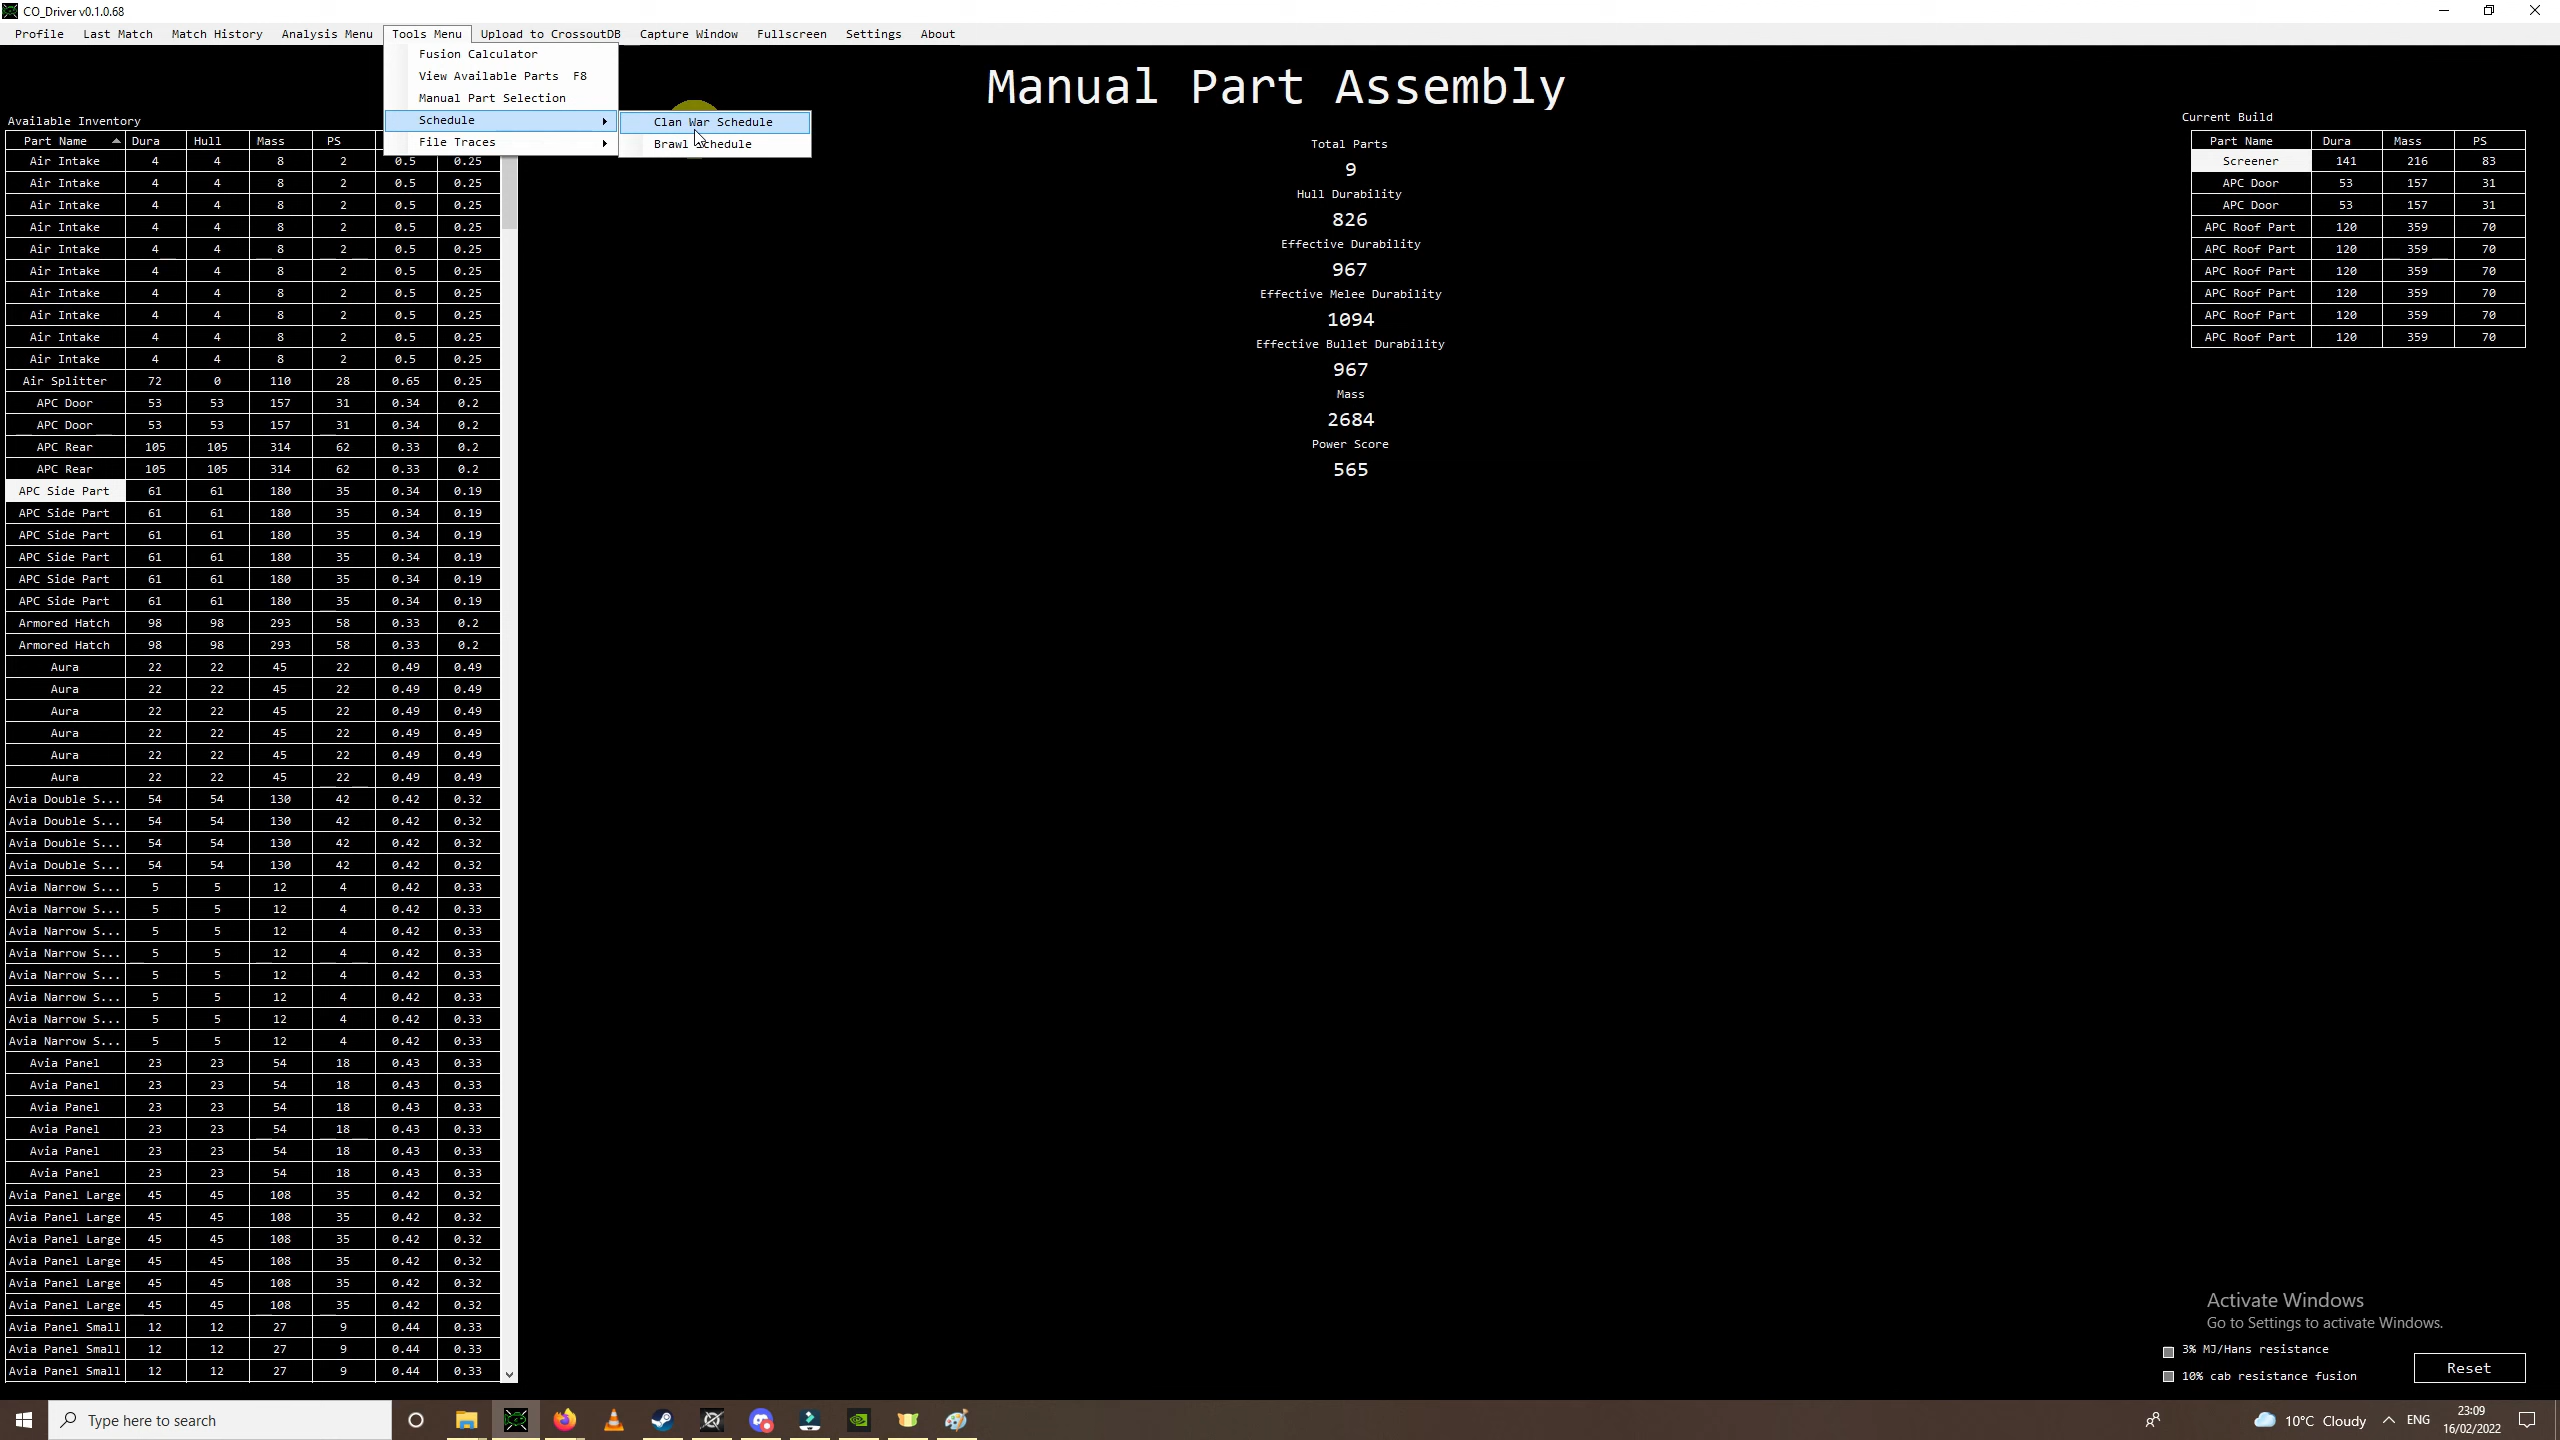 CO_Driver v0.1.0.68
Profile Last Match Match History Analysis Menu Tools Menu Upload to CrossoutDB Capture Window Fullscreen Settings About
Fusion Calculator
View Available Parts F8
Manual Part Selection
Schedule
File Traces
Clan War Schedule
Brawl Schedule
Manual Part Assembly
Available Inventory
Part Name Dura Hull Mass PS
Air Intake 4 4 8 2 0.5 0.25
Air Intake 4 4 8 2 0.5 0.25
Air Intake 4 4 8 2 0.5 0.25
Air Intake 4 4 8 2 0.5 0.25
Air Intake 4 4 8 2 0.5 0.25
Air Intake 4 4 8 2 0.5 0.25
Air Intake 4 4 8 2 0.5 0.25
Air Intake 4 4 8 2 0.5 0.25
Air Intake 4 4 8 2 0.5 0.25
Air Intake 4 4 8 2 0.5 0.25
Air Splitter 72 0 110 28 0.65 0.25
APC Door 53 53 157 31 0.34 0.2
APC Door 53 53 157 31 0.34 0.2
APC Rear 105 105 314 62 0.33 0.2
APC Rear 105 105 314 62 0.33 0.2
APC Side Part 61 61 180 35 0.34 0.19
APC Side Part 61 61 180 35 0.34 0.19
APC Side Part 61 61 180 35 0.34 0.19
APC Side Part 61 61 180 35 0.34 0.19
APC Side Part 61 61 180 35 0.34 0.19
APC Side Part 61 61 180 35 0.34 0.19
Armored Hatch 98 98 293 58 0.33 0.2
Armored Hatch 98 98 293 58 0.33 0.2
Aura 22 22 45 22 0.49 0.49
Aura 22 22 45 22 0.49 0.49
Aura 22 22 45 22 0.49 0.49
Aura 22 22 45 22 0.49 0.49
Aura 22 22 45 22 0.49 0.49
Aura 22 22 45 22 0.49 0.49
Avia Double S... 54 54 130 42 0.42 0.32
Avia Double S... 54 54 130 42 0.42 0.32
Avia Double S... 54 54 130 42 0.42 0.32
Avia Double S... 54 54 130 42 0.42 0.32
Avia Narrow S... 5 5 12 4 0.42 0.33
Avia Narrow S... 5 5 12 4 0.42 0.33
Avia Narrow S... 5 5 12 4 0.42 0.33
Avia Narrow S... 5 5 12 4 0.42 0.33
Avia Narrow S... 5 5 12 4 0.42 0.33
Avia Narrow S... 5 5 12 4 0.42 0.33
Avia Narrow S... 5 5 12 4 0.42 0.33
Avia Narrow S... 5 5 12 4 0.42 0.33
Avia Panel 23 23 54 18 0.43 0.33
Avia Panel 23 23 54 18 0.43 0.33
Avia Panel 23 23 54 18 0.43 0.33
Avia Panel 23 23 54 18 0.43 0.33
Avia Panel 23 23 54 18 0.43 0.33
Avia Panel 23 23 54 18 0.43 0.33
Avia Panel Large 45 45 108 35 0.42 0.32
Avia Panel Large 45 45 108 35 0.42 0.32
Avia Panel Large 45 45 108 35 0.42 0.32
Avia Panel Large 45 45 108 35 0.42 0.32
Avia Panel Large 45 45 108 35 0.42 0.32
Avia Panel Large 45 45 108 35 0.42 0.32
Avia Panel Small 12 12 27 9 0.44 0.33
Avia Panel Small 12 12 27 9 0.44 0.33
Avia Panel Small 12 12 27 9 0.44 0.33
Total Parts
9
Hull Durability
826
Effective Durability
967
Effective Melee Durability
1094
Effective Bullet Durability
967
Mass
2684
Power Score
565
Current Build
Part Name Dura Mass PS
Screener 141 216 83
APC Door 53 157 31
APC Door 53 157 31
APC Roof Part 120 359 70
APC Roof Part 120 359 70
APC Roof Part 120 359 70
APC Roof Part 120 359 70
APC Roof Part 120 359 70
APC Roof Part 120 359 70
Activate Windows
Go to Settings to activate Windows.
3% MJ/Hans resistance
10% cab resistance fusion
Reset
Type here to search
10°C Cloudy
ENG
23:09
16/02/2022